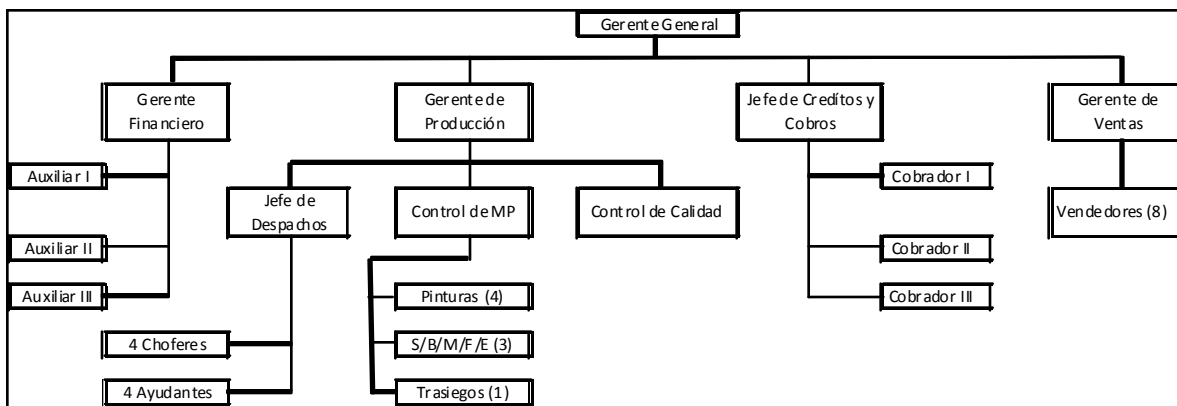 Gerente General
Gerente
Financiero
Gerente de
Producción
Jefe de Credítos y
Cobros
Gerente de
Ventas
Auxiliar I
Jefe de
Despachos
Control de MP
Control de Calidad
Cobrador I
Vendedores (8)
Auxiliar II
Cobrador II
Auxiliar III
Pinturas (4)
Cobrador III
4 Choferes
S/B/M/F/E (3)
4 Ayudantes
Trasiegos (1)